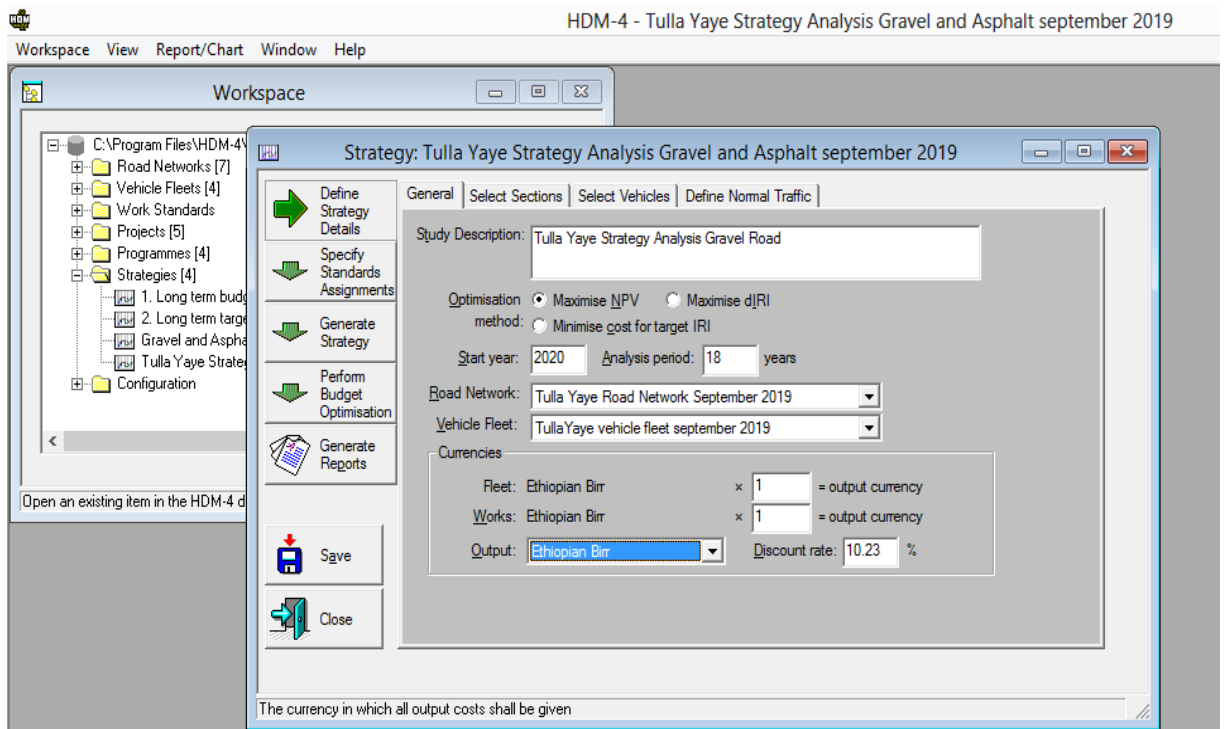 HDM-4 - Tulla Yaye Strategy Analysis Gravel and Asphalt september 2019
Workspace View Report/Chart Window Help
Workspace
C:\Program Files\HDM-4\
Road Networks [7]
Vehicle Fleets [4]
Work Standards
Projects [5]
Programmes [4]
Strategies [4]
1. Long term budg
2. Long term targe
Gravel and Aspha
Tulla Yaye Strate
Configuration
Open an existing item in the HDM-4 d
Strategy: Tulla Yaye Strategy Analysis Gravel and Asphalt september 2019
Define
Strategy
Details
Specify
Standards
Assignments
Generate
Strategy
Perform
Budget
Optimisation
Generate
Reports
Save
Close
General Select Sections Select Vehicles Define Normal Traffic
Study Description: Tulla Yaye Strategy Analysis Gravel Road
Optimisation method: Maximise NPV Maximise dIRI
Minimise cost for target IRI
Start year: 2020 Analysis period: 18 years
Road Network: Tulla Yaye Road Network September 2019
Vehicle Fleet: TullaYaye vehicle fleet september 2019
Currencies
Fleet: Ethiopian Birr × 1 = output currency
Works: Ethiopian Birr × 1 = output currency
Output: Ethiopian Birr Discount rate: 10.23 %
The currency in which all output costs shall be given